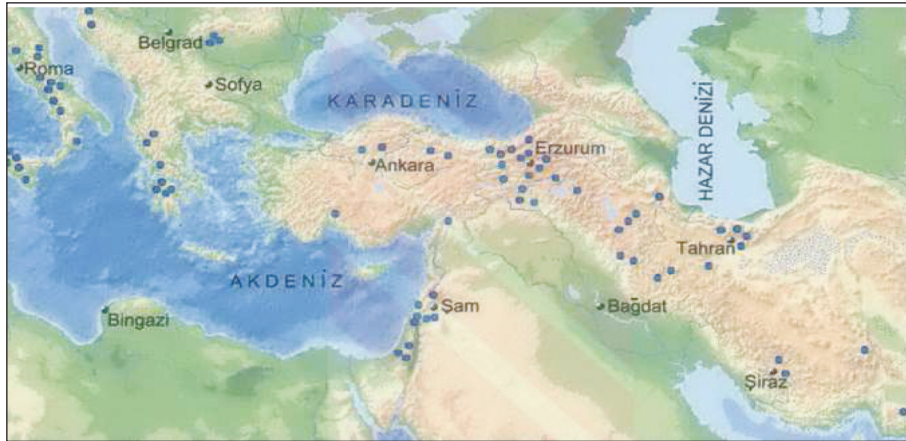 Belgrad
Roma
Sofya
KARADENİZ
HAZAR DENİZİ
Erzurum
Ankara
Tahran
AKDENİZ
Şam
Bağdat
Bingazi
Şiraz